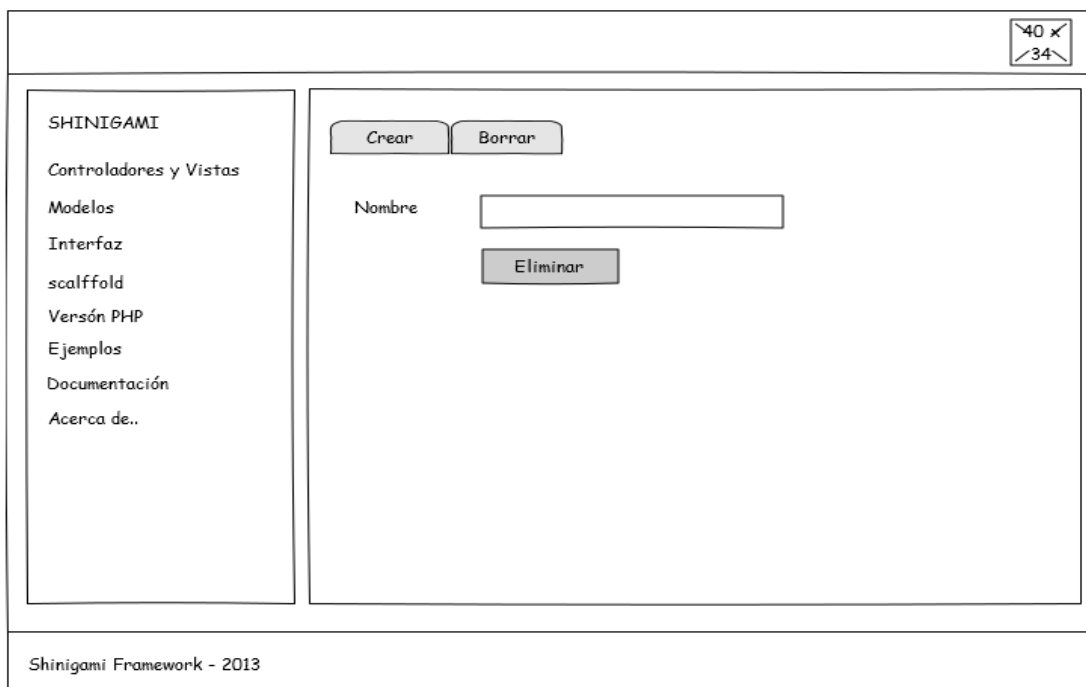 40 x
34
SHINIGAMI
Controladores y Vistas
Modelos
Interfaz
scalffold
Versón PHP
Ejemplos
Documentación
Acerca de..
Crear
Borrar
Nombre
Eliminar
Shinigami Framework - 2013